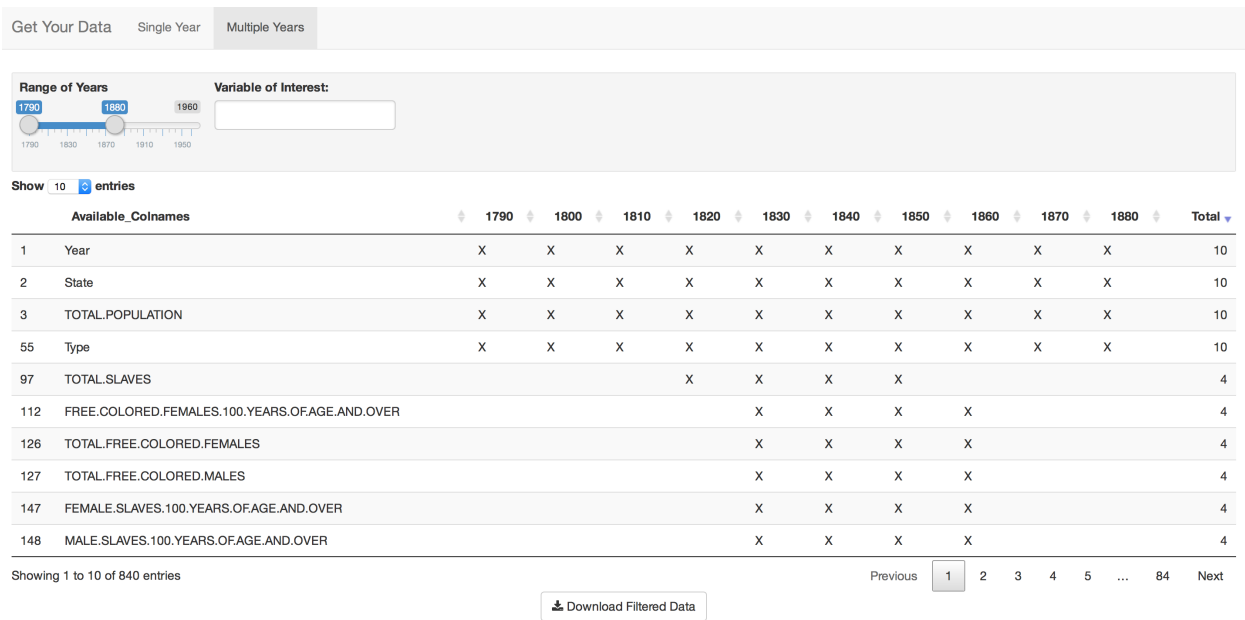 Get Your Data Single Year Multiple Years
Range of Years Variable of Interest:
1790 1880 1960
1790 1830 1870 1910 1950
Show 10 entries
Available_Colnames 1790 1800 1810 1820 1830 1840 1850 1860 1870 1880 Total
1 Year X X X X X X X X X X 10
2 State X X X X X X X X X X 10
3 TOTAL.POPULATION X X X X X X X X X X 10
55 Type X X X X X X X X X X 10
97 TOTAL.SLAVES X X X X 4
112 FREE.COLORED.FEMALES.100.YEARS.OF.AGE.AND.OVER X X X X 4
126 TOTAL.FREE.COLORED.FEMALES X X X X 4
127 TOTAL.FREE.COLORED.MALES X X X X 4
147 FEMALE.SLAVES.100.YEARS.OF.AGE.AND.OVER X X X X 4
148 MALE.SLAVES.100.YEARS.OF.AGE.AND.OVER X X X X 4
Showing 1 to 10 of 840 entries Previous 1 2 3 4 5 ... 84 Next
Download Filtered Data